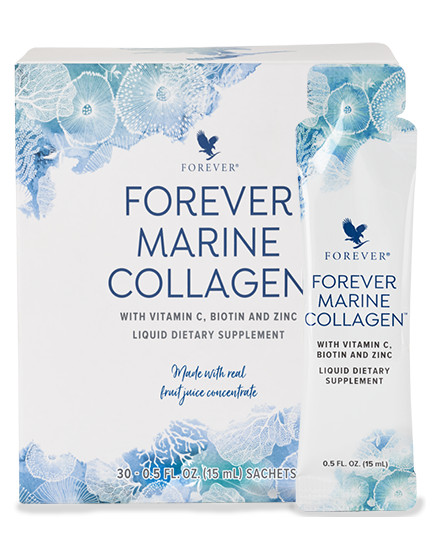 FOREVER®
FOREVER
MARINE
COLLAGEN
WITH VITAMIN C, BIOTIN AND ZINC
LIQUID DIETARY SUPPLEMENT
Made with real
fruit juice concentrate
30 - 0.5 FL. OZ. (15 mL) SACHETS
FOREVER®
FOREVER
MARINE
COLLAGEN™
WITH VITAMIN C,
BIOTIN AND ZINC
LIQUID DIETARY
SUPPLEMENT
0.5 FL. OZ. (15 mL)